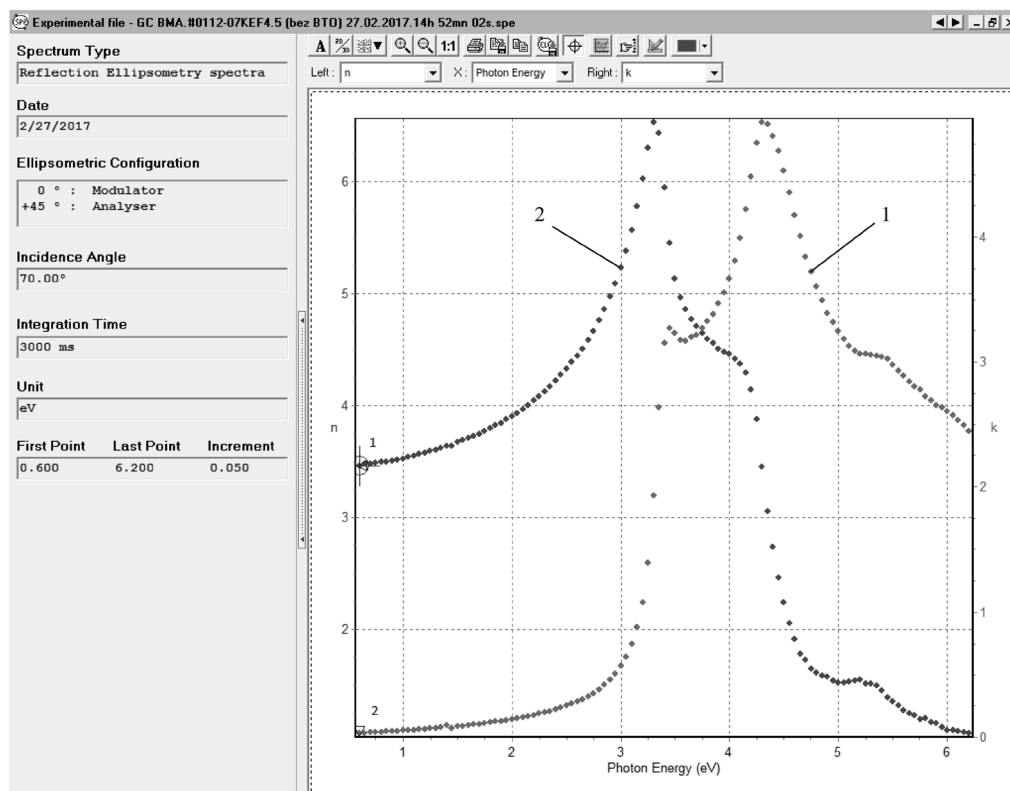 Experimental file - GC BMA.#0112-07KEF4.5 (bez BTO) 27.02.2017.14h 52mn 02s.spe
Spectrum Type
Reflection Ellipsometry spectra
Date
2/27/2017
Ellipsometric Configuration
0 ° : Modulator
+45 ° : Analyser
Incidence Angle
70.00°
Integration Time
3000 ms
Unit
eV
First Point Last Point Increment
0.600 6.200 0.050
A 1:1
Left : n X : Photon Energy Right : k
6
5
4
3
2
n
2
1
1
2
4
3
2
1
0
k
1 2 3 4 5 6
Photon Energy (eV)